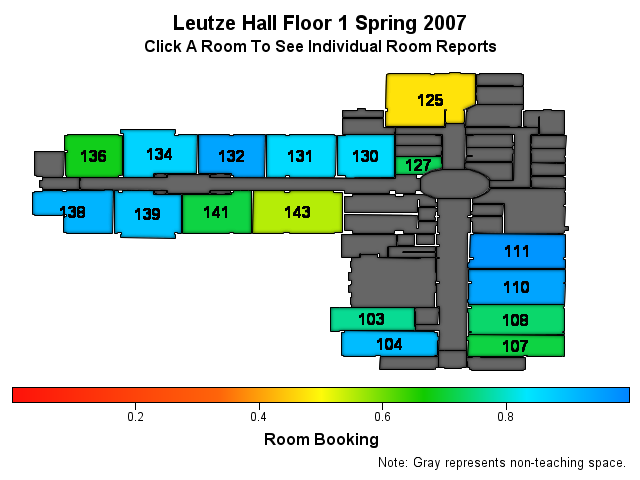 Leutze Hall Floor 1 Spring 2007
Click A Room To See Individual Room Reports
125
136 134 132 131 130 127
138 139 141 143
111
110
103 108
104 107
0.2 0.4 0.6 0.8
Room Booking
Note: Gray represents non-teaching space.